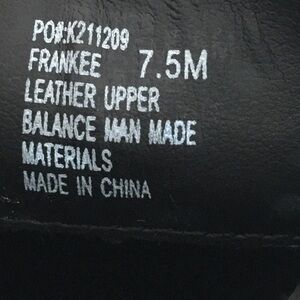 PO#:K211209
FRANKEE 7.5M
LEATHER UPPER
BALANCE MAN MADE
MATERIALS
MADE IN CHINA